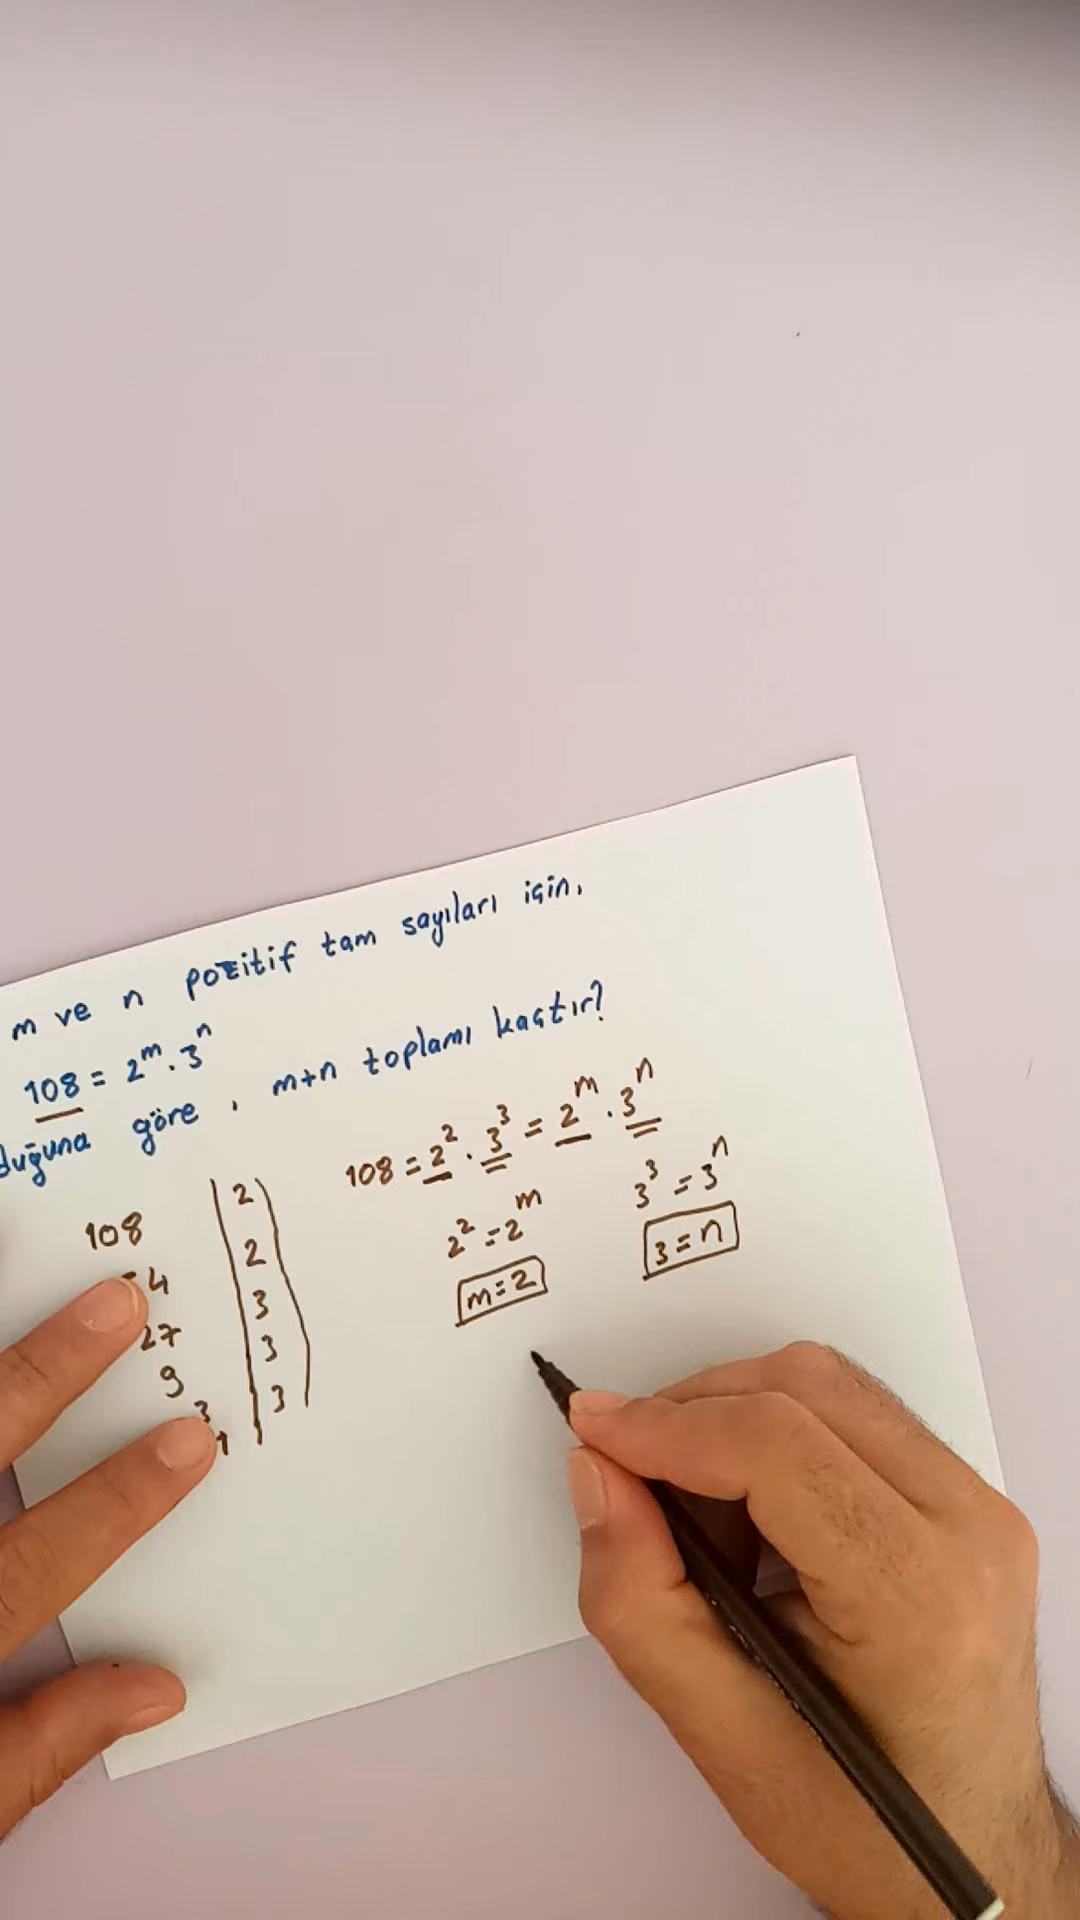 m ve n pozitif tam sayıları için,
108 = 2^m . 3^n
duğuna göre, m+n toplamı kaçtır?
108 = 2^2 . 3^3 = 2^m . 3^n
2^2 = 2^m
3^3 = 3^n
m = 2
3 = n
108 | 2
4 | 2
27 | 3
9 | 3
3 | 3
1